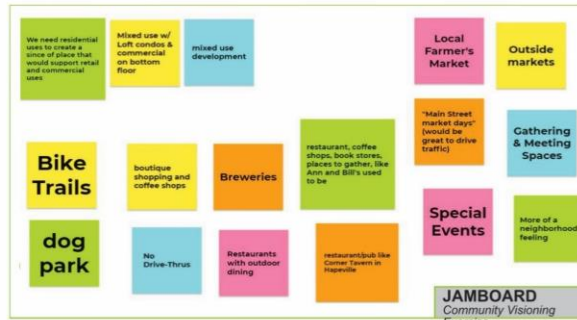 We need residential
uses to create a
since of place that
would support retail
and commercial
uses
Mixed use w/
Loft condos &
commercial
on bottom
floor
mixed use
development
Local
Farmer's
Market
Outside
markets
"Main Street
market days"
(would be
great to drive
traffic)
Gathering
& Meeting
Spaces
Bike
Trails
boutique
shopping and
coffee shops
Breweries
restaurant, coffee
shops, book stores,
places to gather, like
Ann and Bill's used
to be
dog
park
No
Drive-Thrus
Restaurants
with outdoor
dining
restaurant/pub like
Corner Tavern in
Hapeville
Special
Events
More of a
neighborhood
feeling
JAMBOARD
Community Visioning